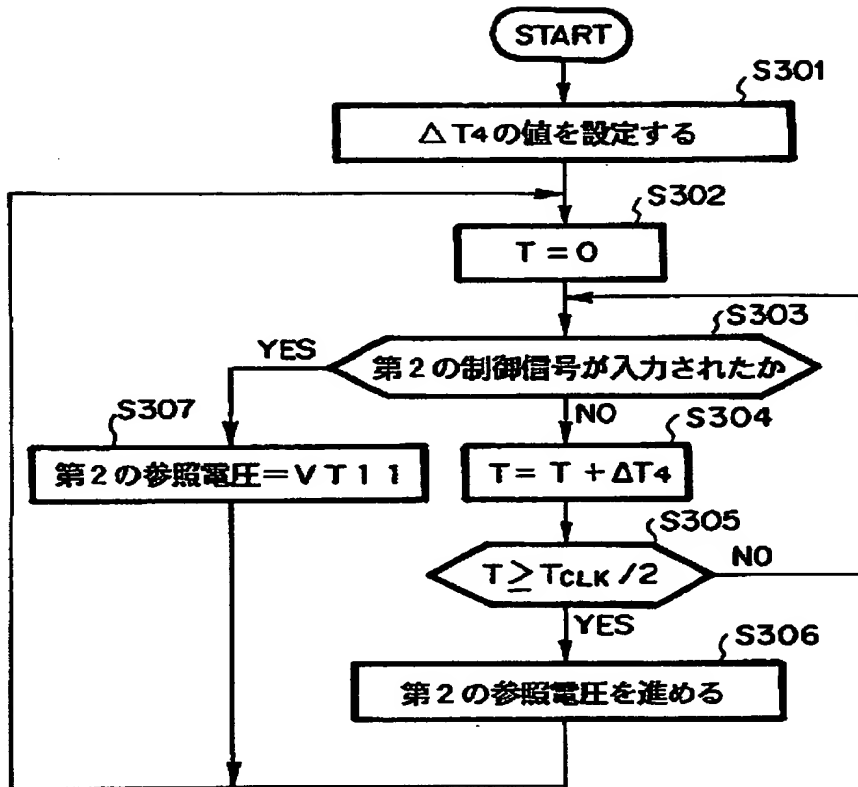 START
S301
△T4の値を設定する
S302
T=0
S303
YES
第2の制御信号が入力されたか
NO
S307
S304
第2の参照電圧=VT11
T=T+ΔT4
S305
T≧TCLK/2
NO
YES
S306
第2の参照電圧を進める